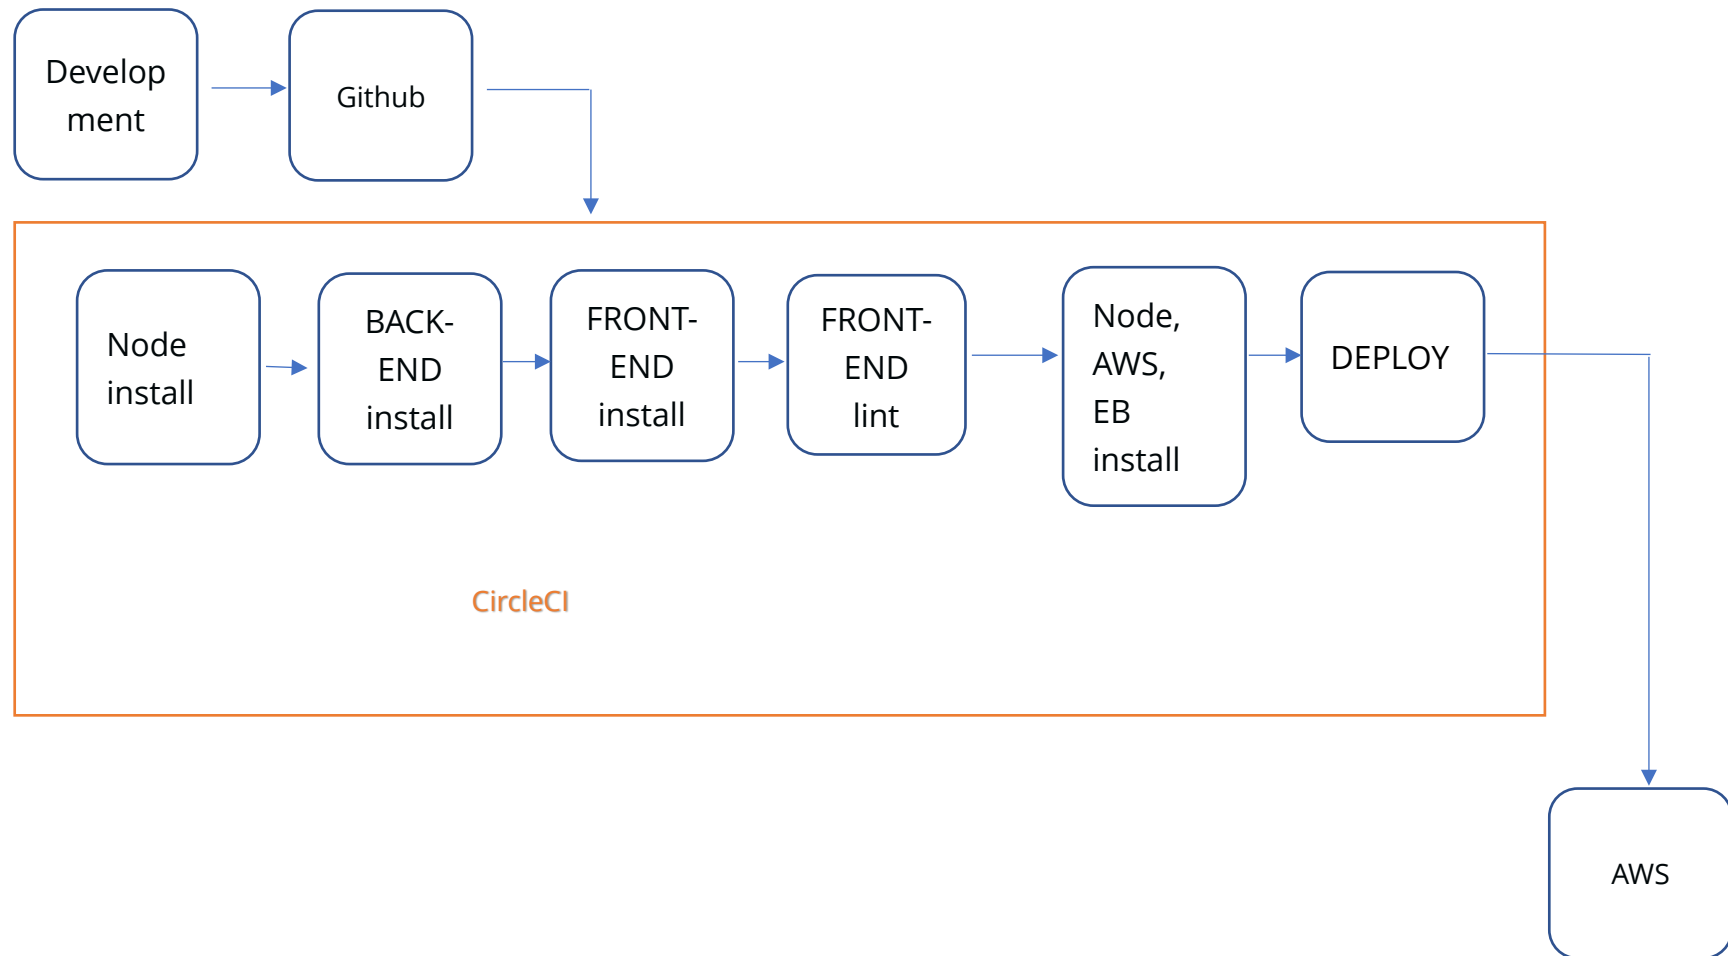 Develop
ment
Github
Node
install
BACK-
END
install
FRONT-
END
install
FRONT-
END
lint
Node,
AWS,
EB
install
DEPLOY
CircleCI
AWS